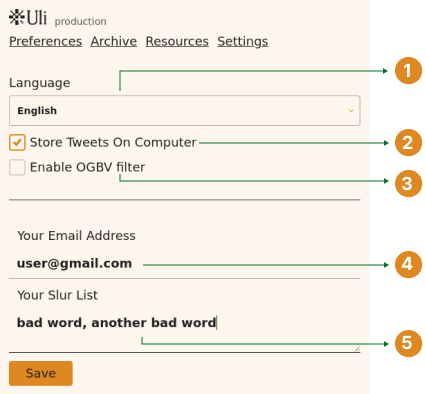 Uli production
Preferences Archive Resources Settings
Language
1
English
Store Tweets On Computer
2
Enable OGBV filter
3
Your Email Address
user@gmail.com
4
Your Slur List
bad word, another bad word
5
Save